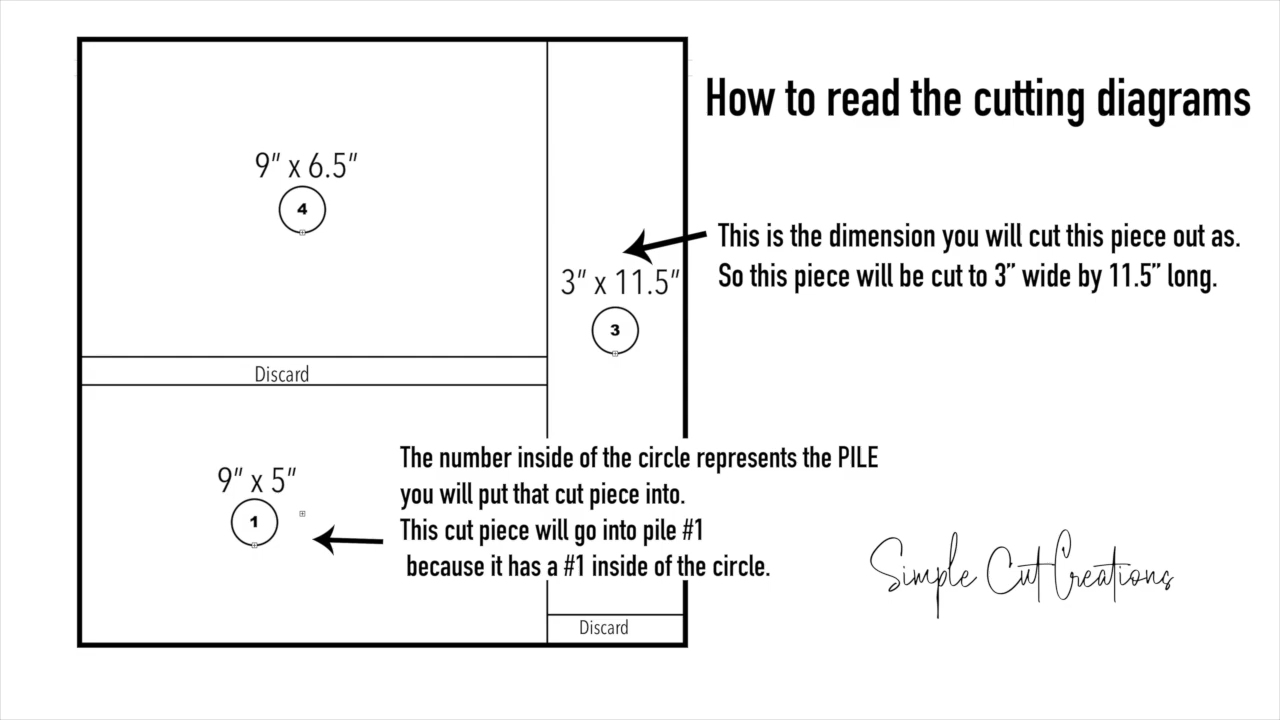 How to read the cutting diagrams
9” x 6.5”
4
This is the dimension you will cut this piece out as.
So this piece will be cut to 3” wide by 11.5” long.
3” x 11.5”
3
Discard
The number inside of the circle represents the PILE
you will put that cut piece into.
This cut piece will go into pile #1
because it has a #1 inside of the circle.
9” x 5”
1
Simple Cut Creations
Discard